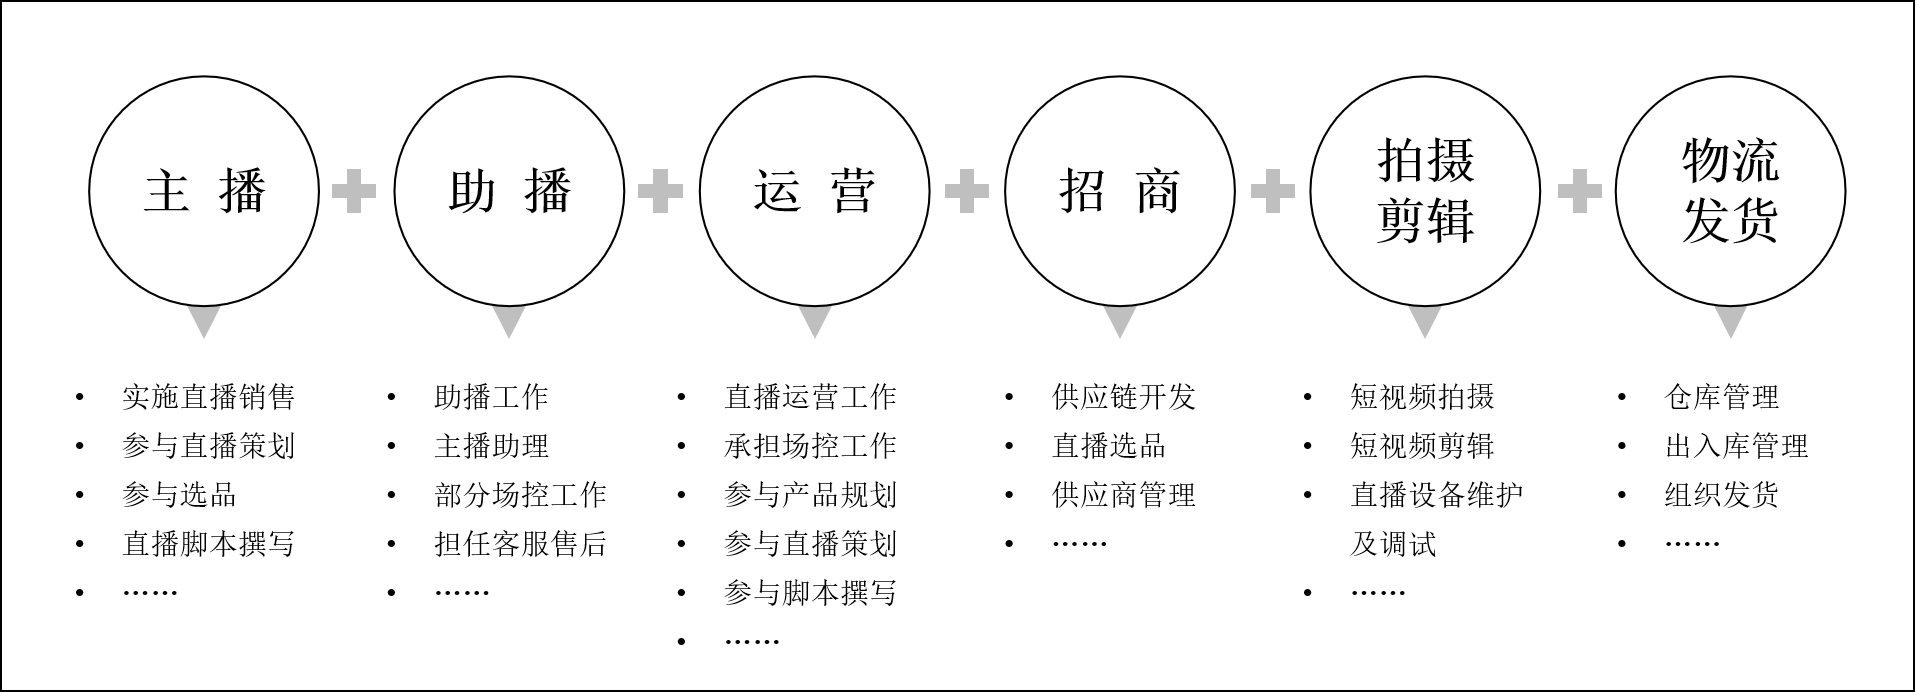 主 播
助 播
运 营
招 商
拍摄
剪辑
物流
发货
• 实施直播销售
• 参与直播策划
• 参与选品
• 直播脚本撰写
• ……
• 助播工作
• 主播助理
• 部分场控工作
• 担任客服售后
• ……
• 直播运营工作
• 承担场控工作
• 参与产品规划
• 参与直播策划
• 参与脚本撰写
• ……
• 供应链开发
• 直播选品
• 供应商管理
• ……
• 短视频拍摄
• 短视频剪辑
• 直播设备维护
及调试
• ……
• 仓库管理
• 出入库管理
• 组织发货
• ……